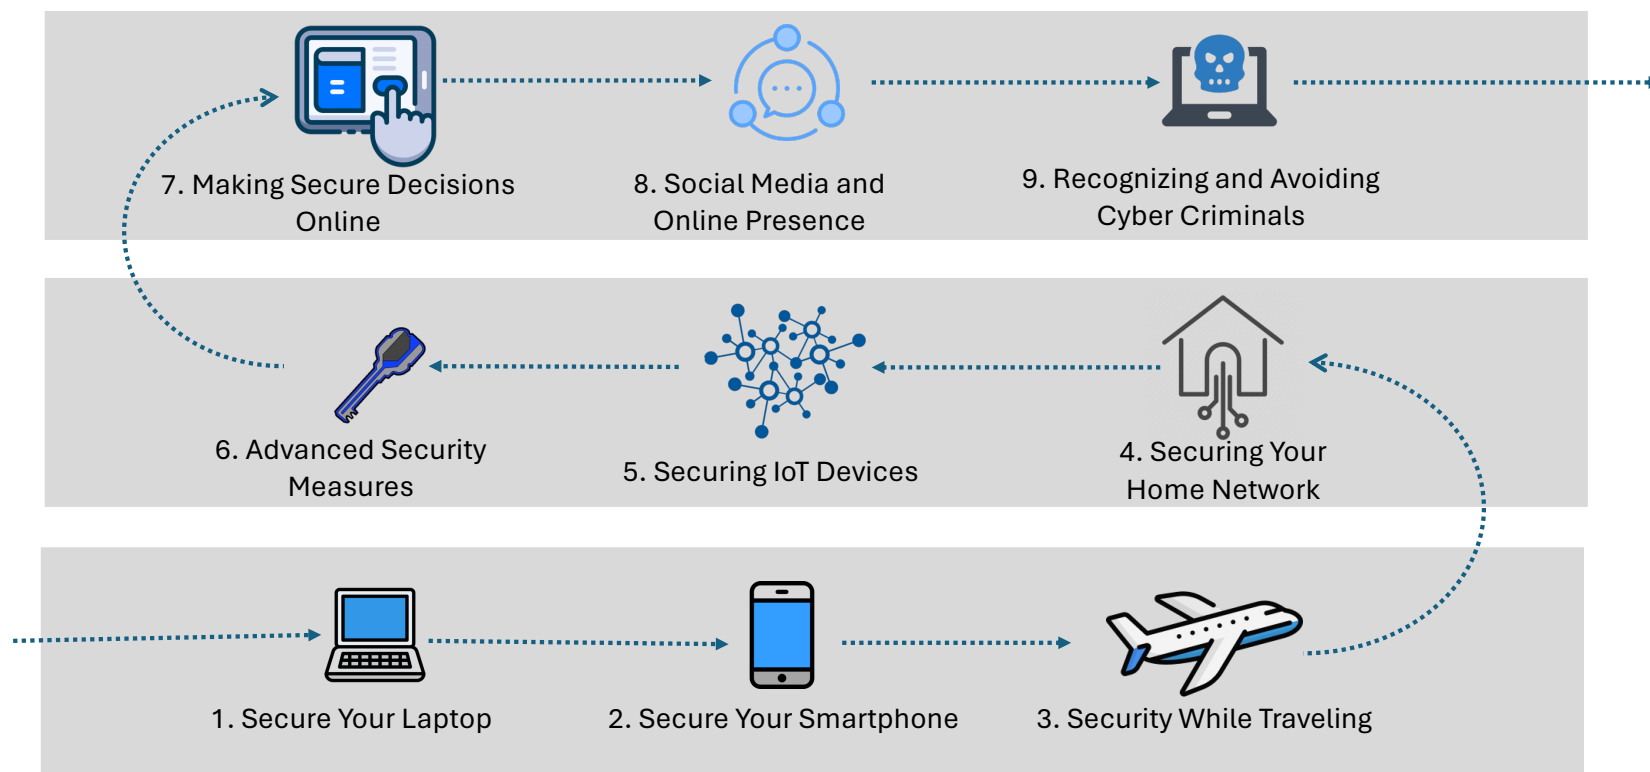 7. Making Secure Decisions
Online
8. Social Media and
Online Presence
9. Recognizing and Avoiding
Cyber Criminals
6. Advanced Security
Measures
5. Securing IoT Devices
4. Securing Your
Home Network
1. Secure Your Laptop
2. Secure Your Smartphone
3. Security While Traveling